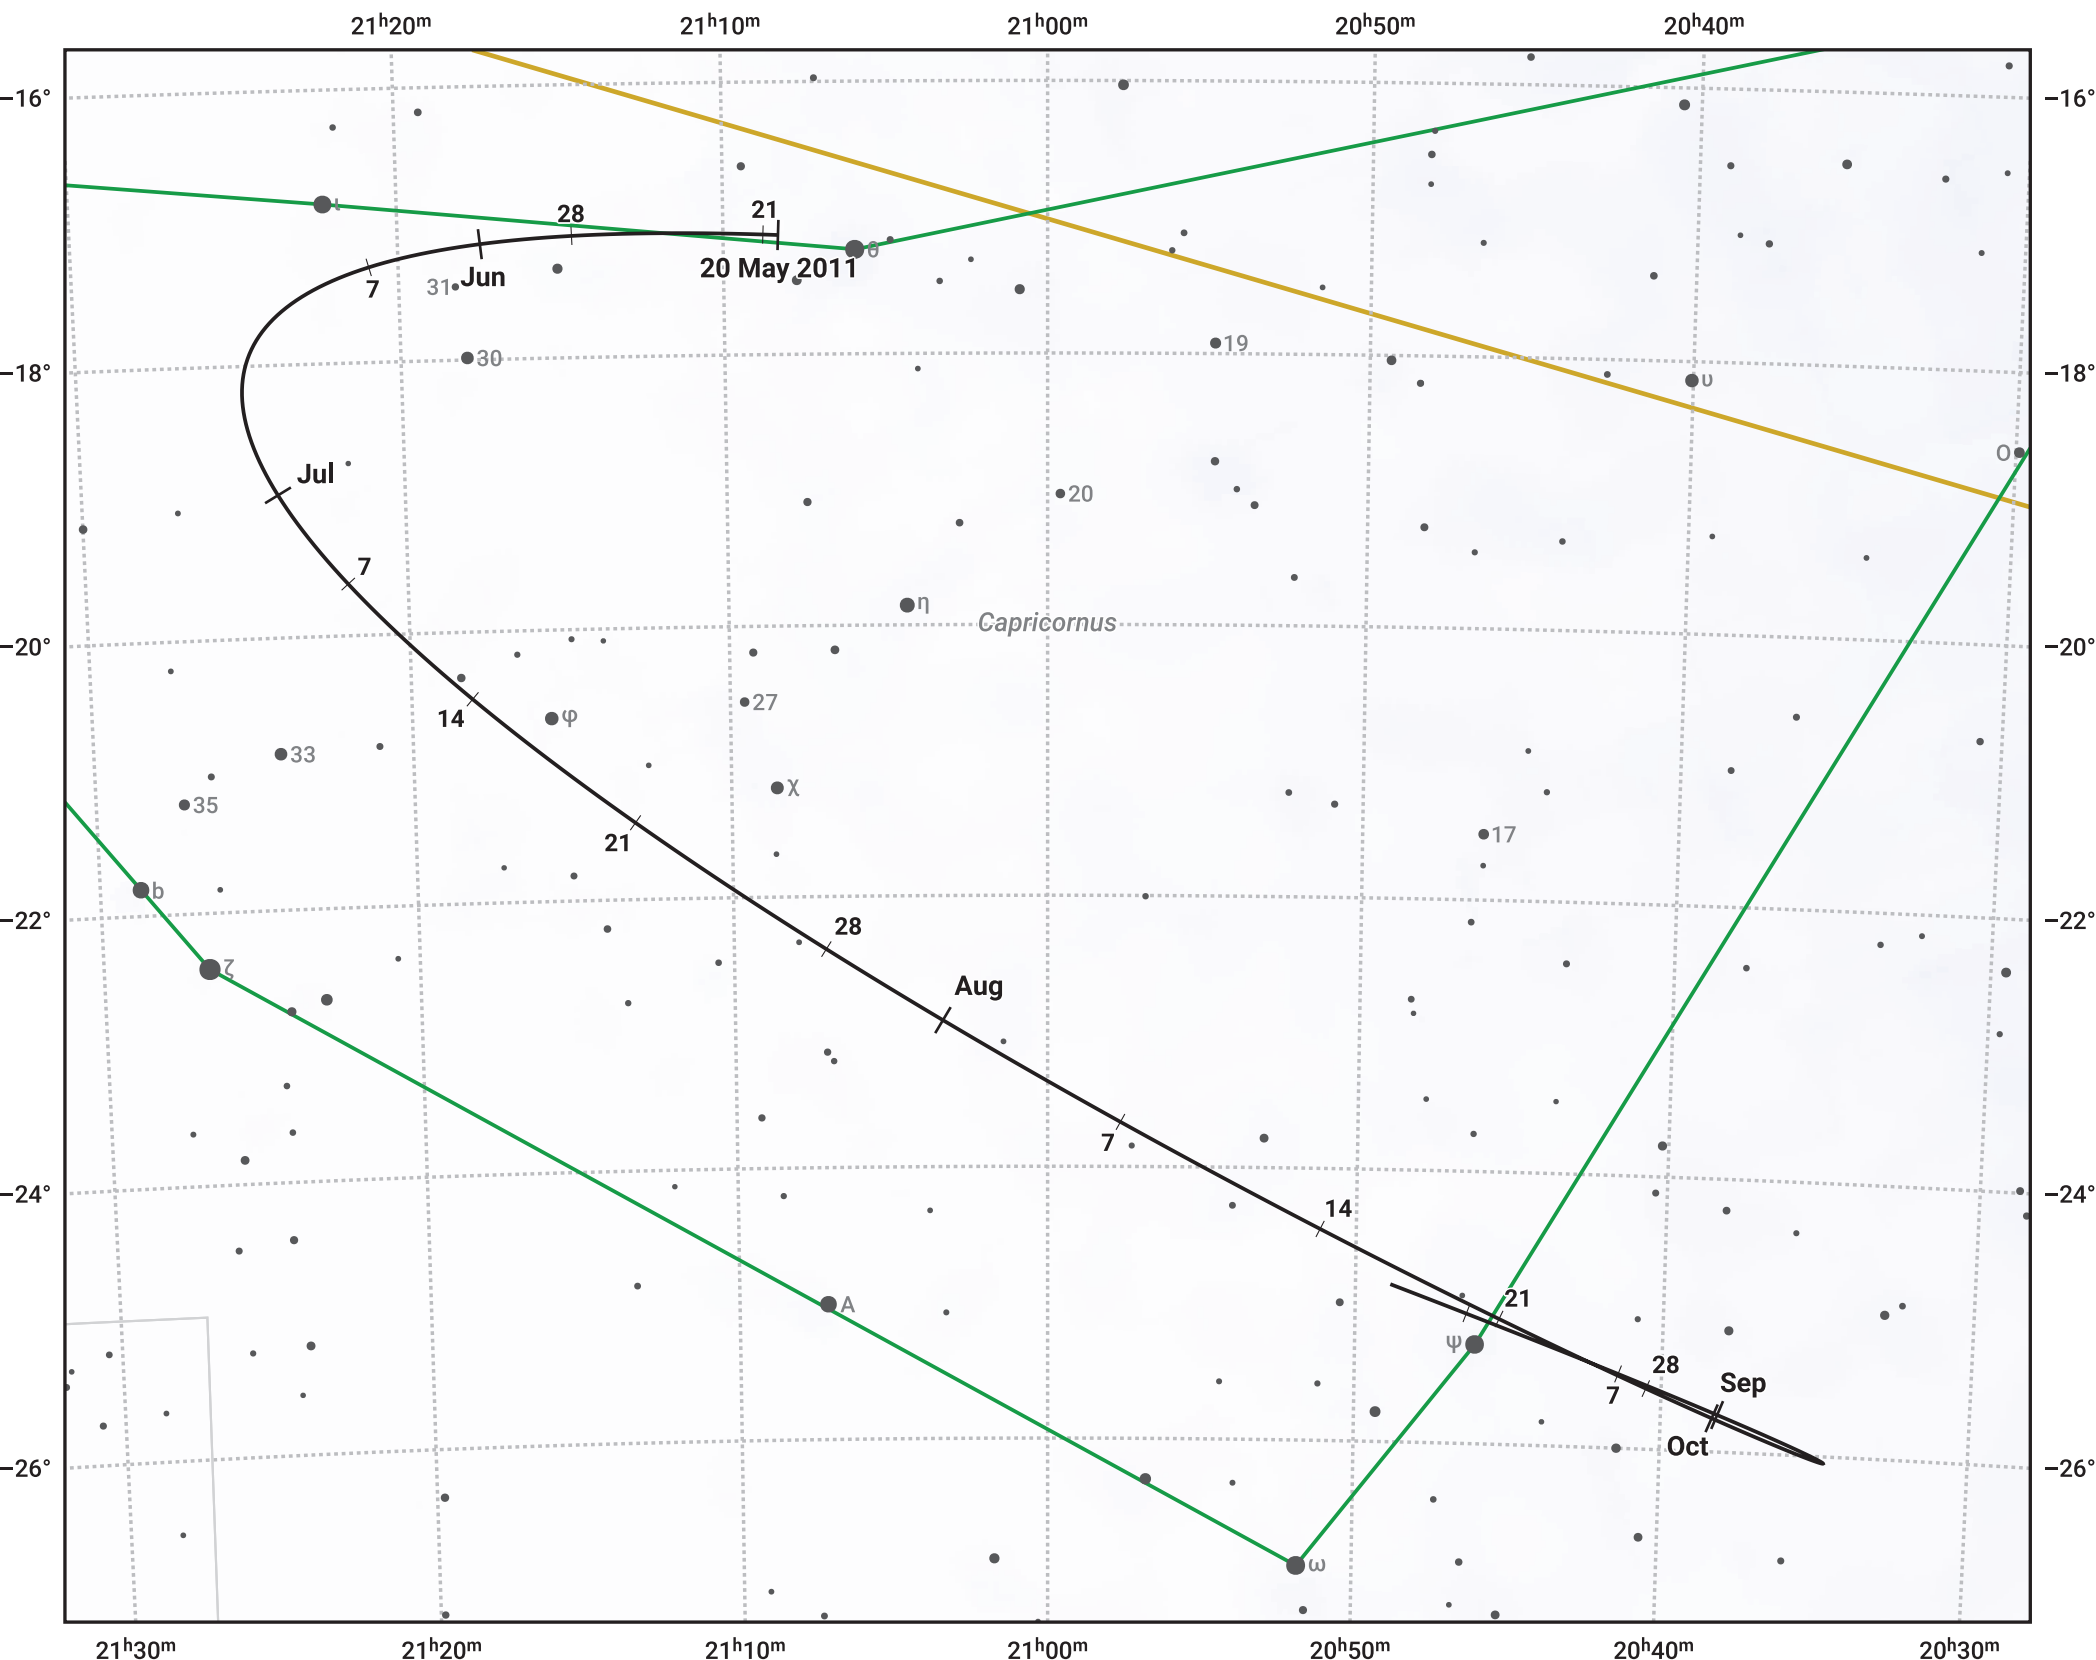 21ʰ20ᵐ 21ʰ10ᵐ 21ʰ00ᵐ 20ʰ50ᵐ 20ʰ40ᵐ
−16° −16°
ι
28 21
θ
20 May 2011
Jun
31
7
19
30
−18° −18°
υ
ο
Jul
20
7
η
Capricornus
−20° −20°
27
14 φ
33
χ
35
17
21
b
−22° −22°
28
ζ
Aug
7
−24° −24°
14
21
A
ψ
28
7
Sep
Oct
−26° −26°
ω
21ʰ30ᵐ 21ʰ20ᵐ 21ʰ10ᵐ 21ʰ00ᵐ 20ʰ50ᵐ 20ʰ40ᵐ 20ʰ30ᵐ